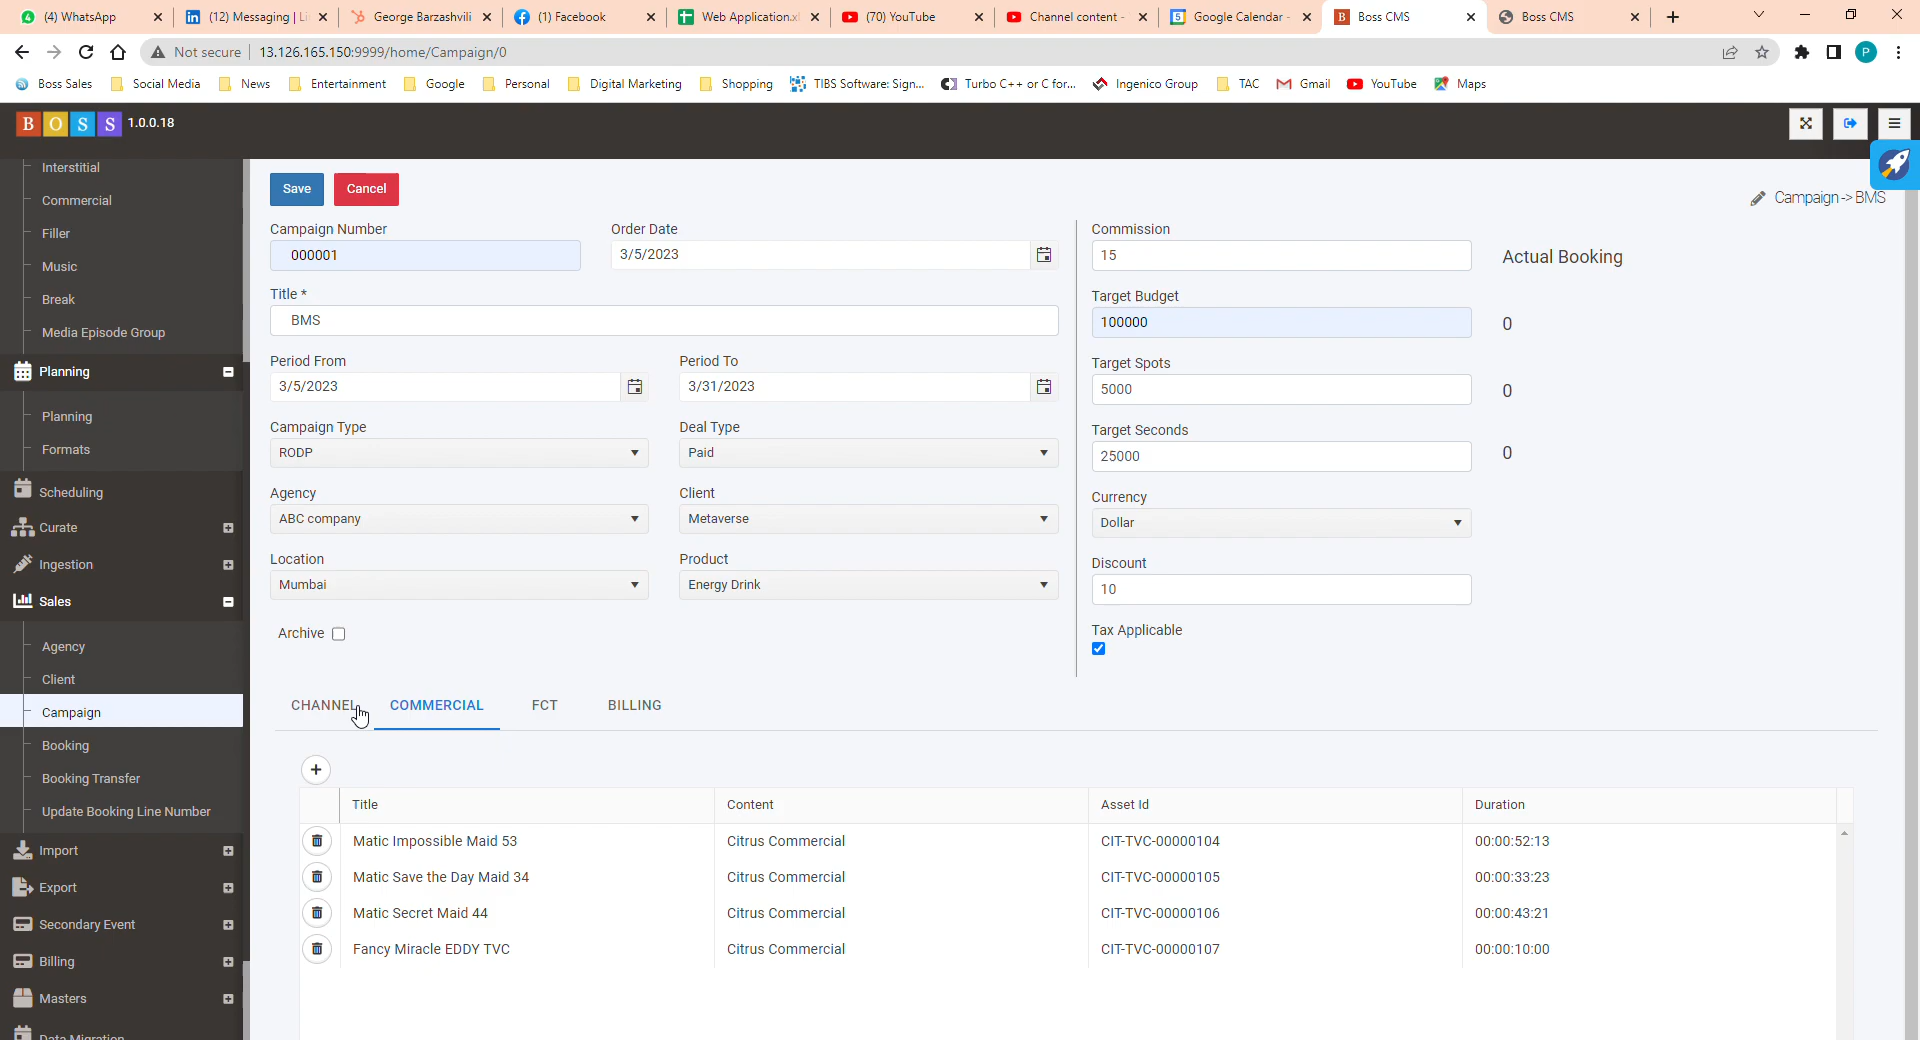 (4) WhatsApp
(12) Messaging | Li
George Barzashvili
(1) Facebook
Web Application.xl
(70) YouTube
Channel content -
Google Calendar -
Boss CMS
Boss CMS
Not secure 13.126.165.150:9999/home/Campaign/0
P
Boss Sales
Social Media
News
Entertainment
Google
Personal
Digital Marketing
Shopping
TIBS Software: Sign...
Turbo C++ or C for...
Ingenico Group
TAC
Gmail
YouTube
Maps
BOSS 1.0.0.18
Interstitial
Commercial
Filler
Music
Break
Media Episode Group
Planning
Planning
Formats
Scheduling
Curate
Ingestion
Sales
Agency
Client
Campaign
Booking
Booking Transfer
Update Booking Line Number
Import
Export
Secondary Event
Billing
Masters
Data Migration
Save Cancel
Campaign -> BMS
Campaign Number
000001
Order Date
3/5/2023
Title *
BMS
Period From
3/5/2023
Period To
3/31/2023
Campaign Type
RODP
Deal Type
Paid
Agency
ABC company
Client
Metaverse
Location
Mumbai
Product
Energy Drink
Archive
Commission
15
Actual Booking
Target Budget
100000
0
Target Spots
5000
0
Target Seconds
25000
0
Currency
Dollar
Discount
10
Tax Applicable
CHANNEL COMMERCIAL FCT BILLING
Title Content Asset Id Duration
Matic Impossible Maid 53 Citrus Commercial CIT-TVC-00000104 00:00:52:13
Matic Save the Day Maid 34 Citrus Commercial CIT-TVC-00000105 00:00:33:23
Matic Secret Maid 44 Citrus Commercial CIT-TVC-00000106 00:00:43:21
Fancy Miracle EDDY TVC Citrus Commercial CIT-TVC-00000107 00:00:10:00